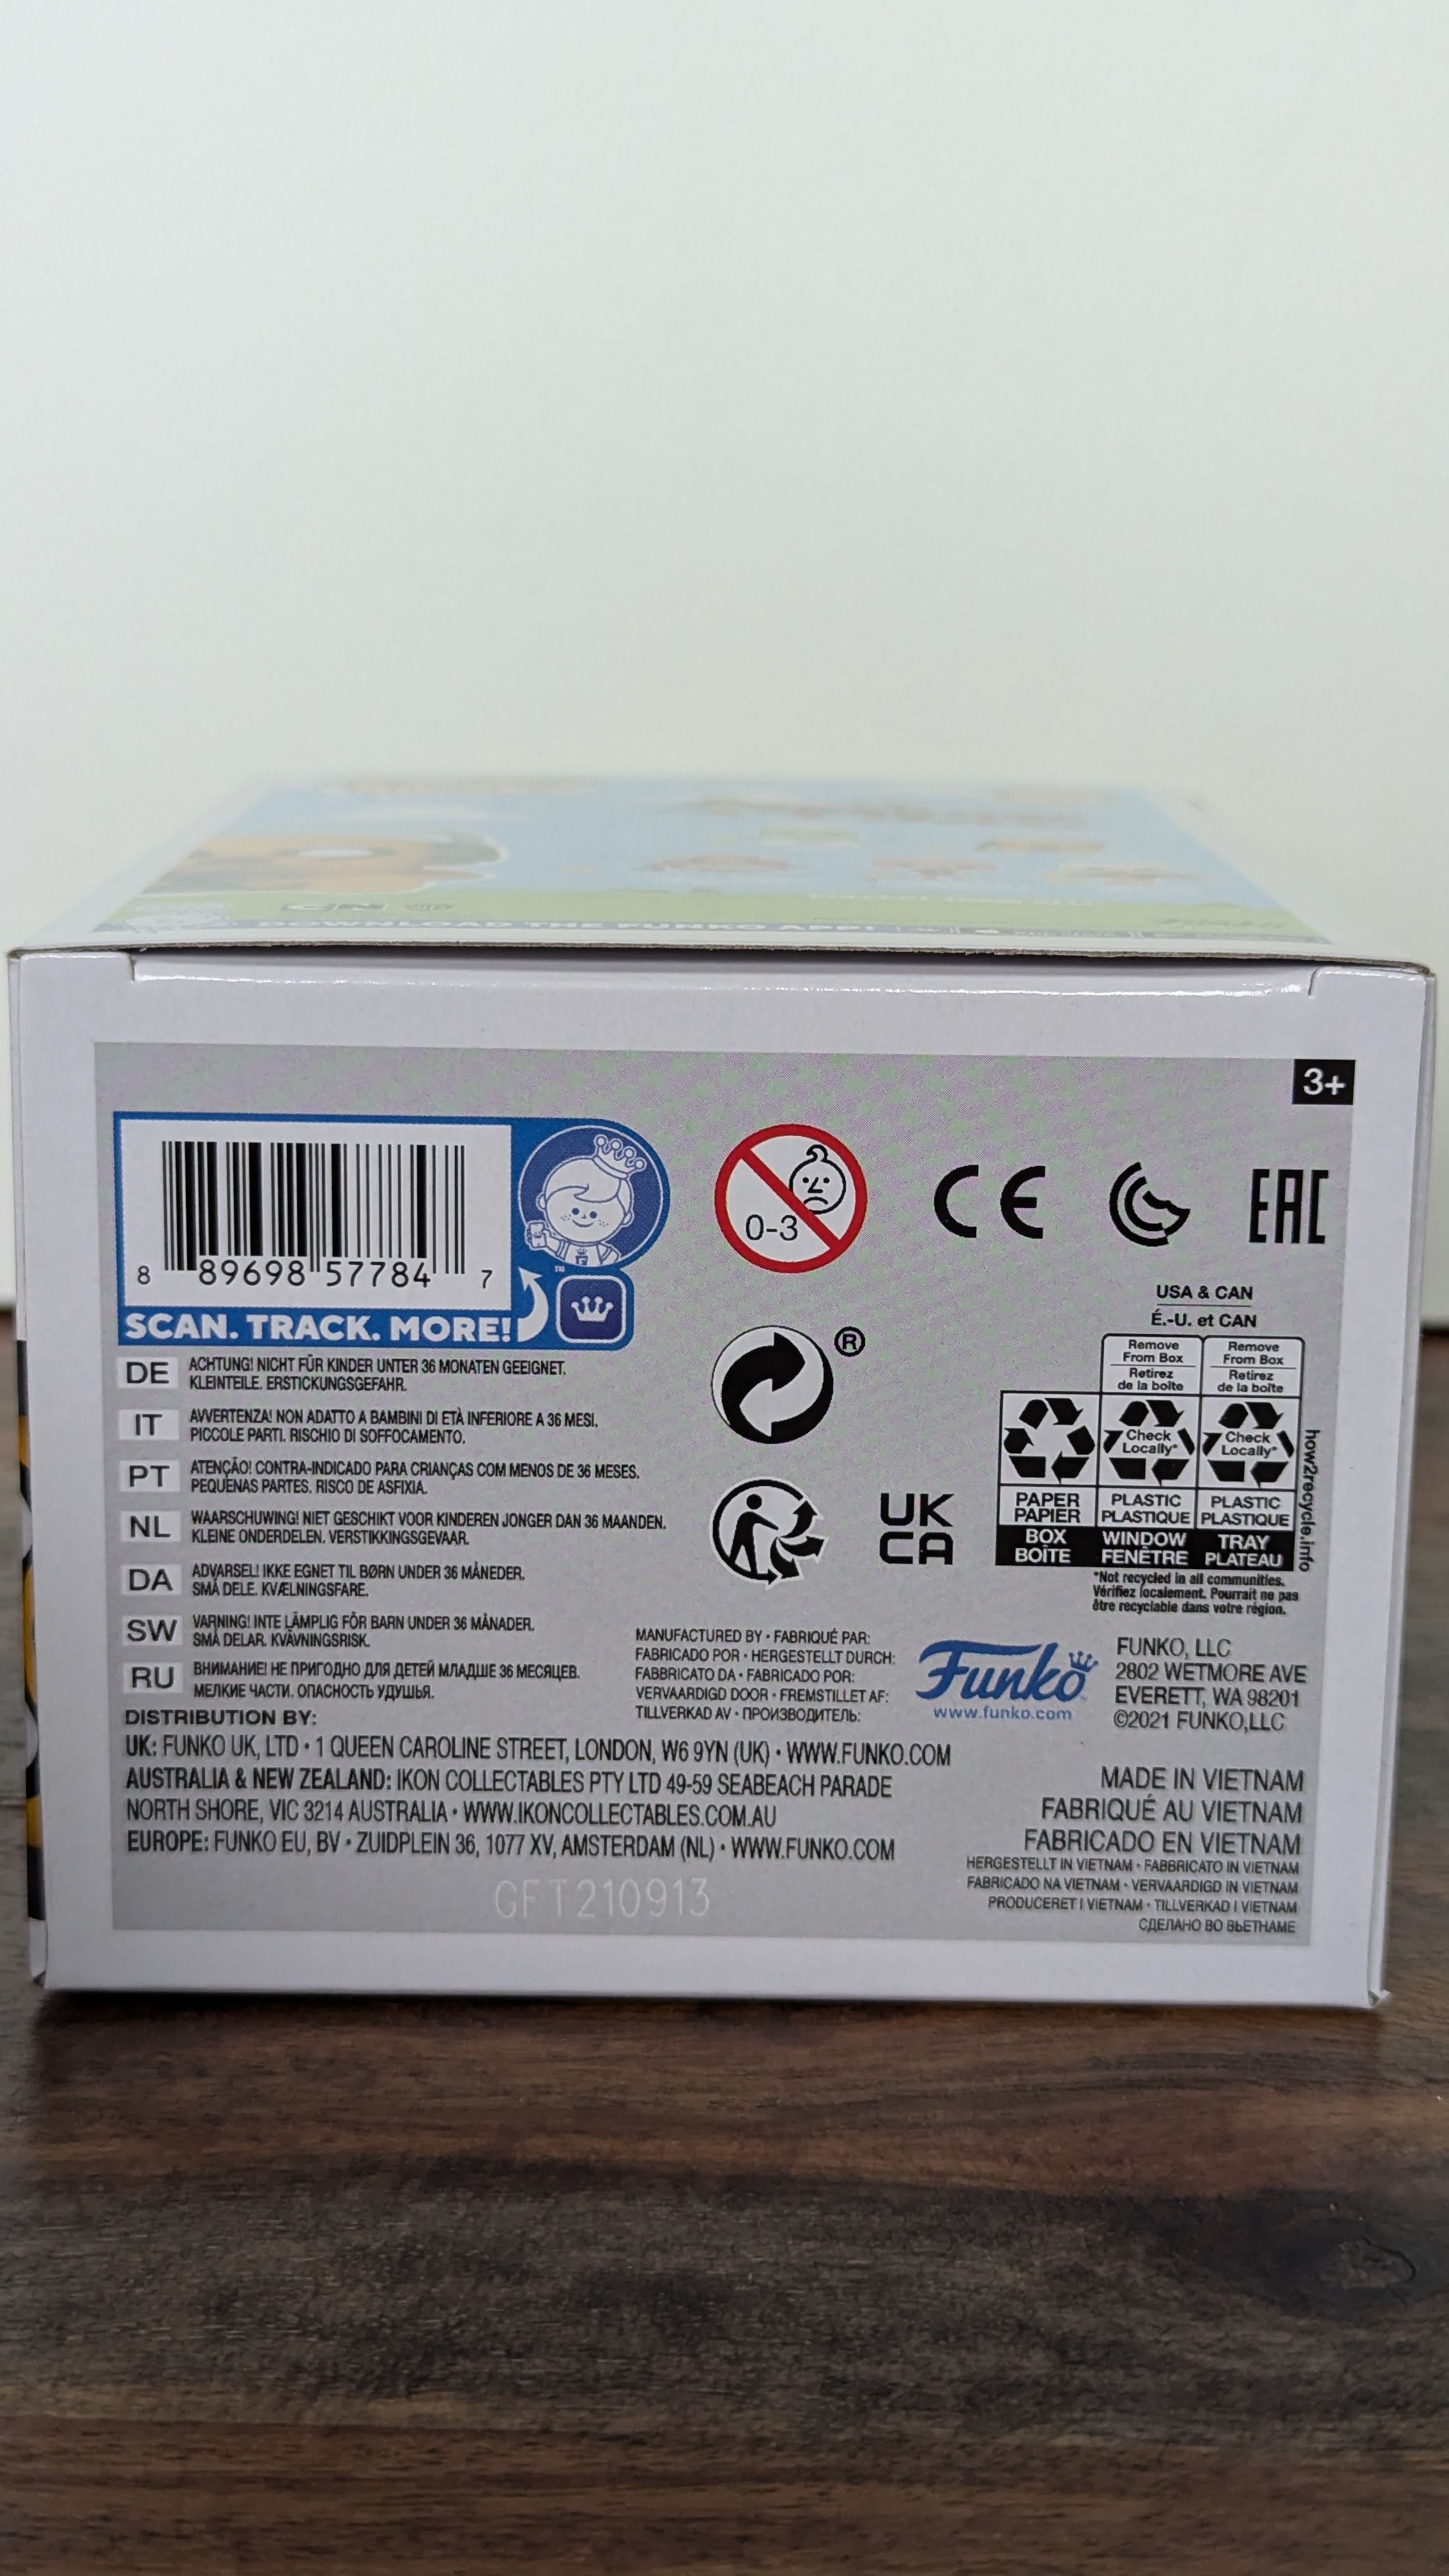 CN
DOWNLOAD THE FUNKO APP!
3+
8 89698 57784 7
SCAN. TRACK. MORE!
™
0-3
CE
EAC
USA & CAN
É.-U. et CAN
Remove From Box
Retirez de la boîte
Remove From Box
Retirez de la boîte
Check Locally*
Check Locally*
PAPER PAPIER
PLASTIC PLASTIQUE
PLASTIC PLASTIQUE
BOX BOÎTE
WINDOW FENÊTRE
TRAY PLATEAU
how2recycle.info
*Not recycled in all communities.
Vérifiez localement. Pourrait ne pas
être recyclable dans votre région.
®
UK
CA
DE ACHTUNG! NICHT FÜR KINDER UNTER 36 MONATEN GEEIGNET.
KLEINTEILE. ERSTICKUNGSGEFAHR.
IT AVVERTENZA! NON ADATTO A BAMBINI DI ETÀ INFERIORE A 36 MESI.
PICCOLE PARTI. RISCHIO DI SOFFOCAMENTO.
PT ATENÇÃO! CONTRA-INDICADO PARA CRIANÇAS COM MENOS DE 36 MESES.
PEQUENAS PARTES. RISCO DE ASFIXIA.
NL WAARSCHUWING! NIET GESCHIKT VOOR KINDEREN JONGER DAN 36 MAANDEN.
KLEINE ONDERDELEN. VERSTIKKINGSGEVAAR.
DA ADVARSEL! IKKE EGNET TIL BØRN UNDER 36 MÅNEDER.
SMÅ DELE. KVÆLNINGSFARE.
SW VARNING! INTE LÄMPLIG FÖR BARN UNDER 36 MÅNADER.
SMÅ DELAR. KVÄVNINGSRISK.
RU ВНИМАНИЕ! НЕ ПРИГОДНО ДЛЯ ДЕТЕЙ МЛАДШЕ 36 МЕСЯЦЕВ.
МЕЛКИЕ ЧАСТИ. ОПАСНОСТЬ УДУШЬЯ.
MANUFACTURED BY • FABRIQUÉ PAR:
FABRICADO POR • HERGESTELLT DURCH:
FABBRICATO DA • FABRICADO POR:
VERVAARDIGD DOOR • FREMSTILLET AF:
TILLVERKAD AV • ПРОИЗВОДИТЕЛЬ:
Funko
www.funko.com
FUNKO, LLC
2802 WETMORE AVE
EVERETT, WA 98201
©2021 FUNKO,LLC
DISTRIBUTION BY:
UK: FUNKO UK, LTD • 1 QUEEN CAROLINE STREET, LONDON, W6 9YN (UK) • WWW.FUNKO.COM
AUSTRALIA & NEW ZEALAND: IKON COLLECTABLES PTY LTD 49-59 SEABEACH PARADE
NORTH SHORE, VIC 3214 AUSTRALIA • WWW.IKONCOLLECTABLES.COM.AU
EUROPE: FUNKO EU, BV • ZUIDPLEIN 36, 1077 XV, AMSTERDAM (NL) • WWW.FUNKO.COM
MADE IN VIETNAM
FABRIQUÉ AU VIETNAM
FABRICADO EN VIETNAM
HERGESTELLT IN VIETNAM • FABBRICATO IN VIETNAM
FABRICADO NA VIETNAM • VERVAARDIGD IN VIETNAM
PRODUCERET I VIETNAM • TILLVERKAD I VIETNAM
СДЕЛАНО ВО ВЬЕТНАМЕ
GFT210913